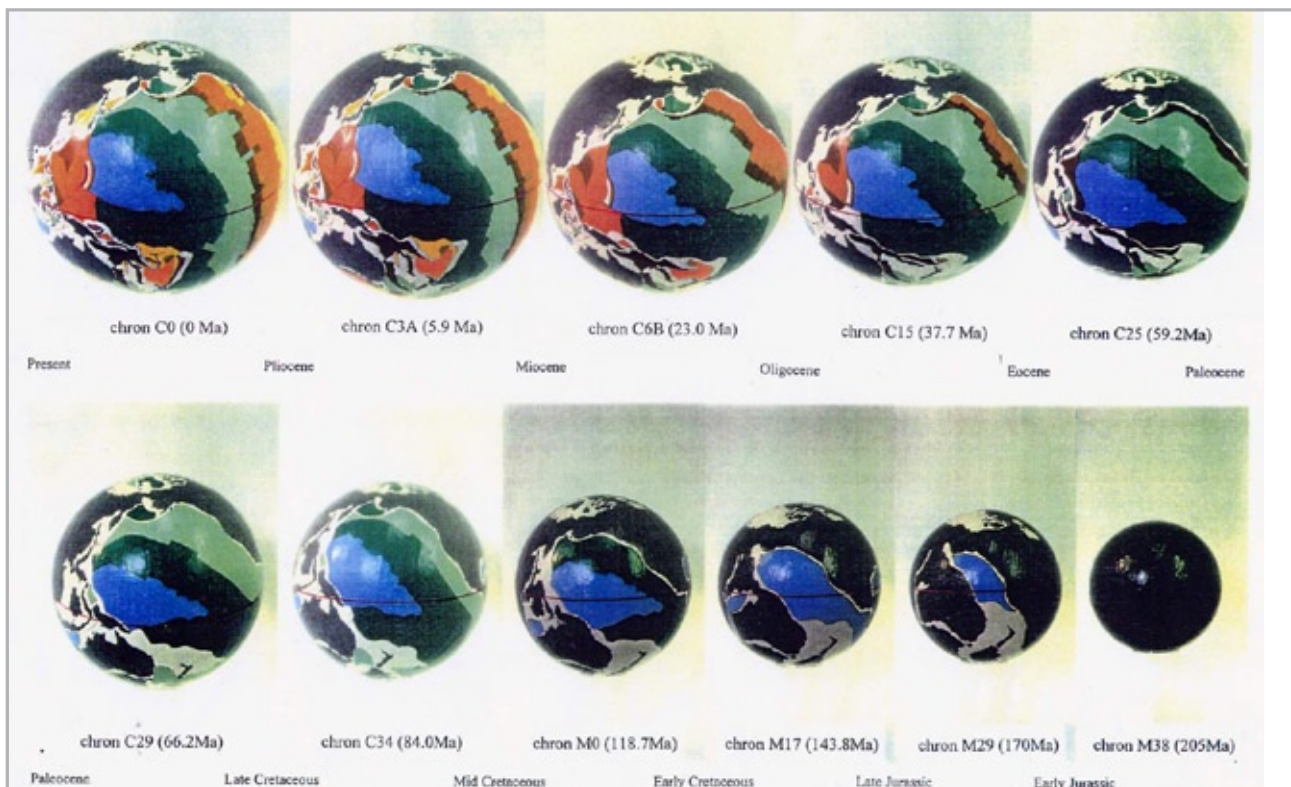 chron C0 (0 Ma)
chron C3A (5.9 Ma)
chron C6B (23.0 Ma)
chron C15 (37.7 Ma)
chron C25 (59.2Ma)
Present
Pliocene
Miocene
Oligocene
Eocene
Paleocene
chron C29 (66.2Ma)
chron C34 (84.0Ma)
chron M0 (118.7Ma)
chron M17 (143.8Ma)
chron M29 (170Ma)
chron M38 (205Ma)
Paleocene
Late Cretaceous
Mid Cretaceous
Early Cretaceous
Late Jurassic
Early Jurassic